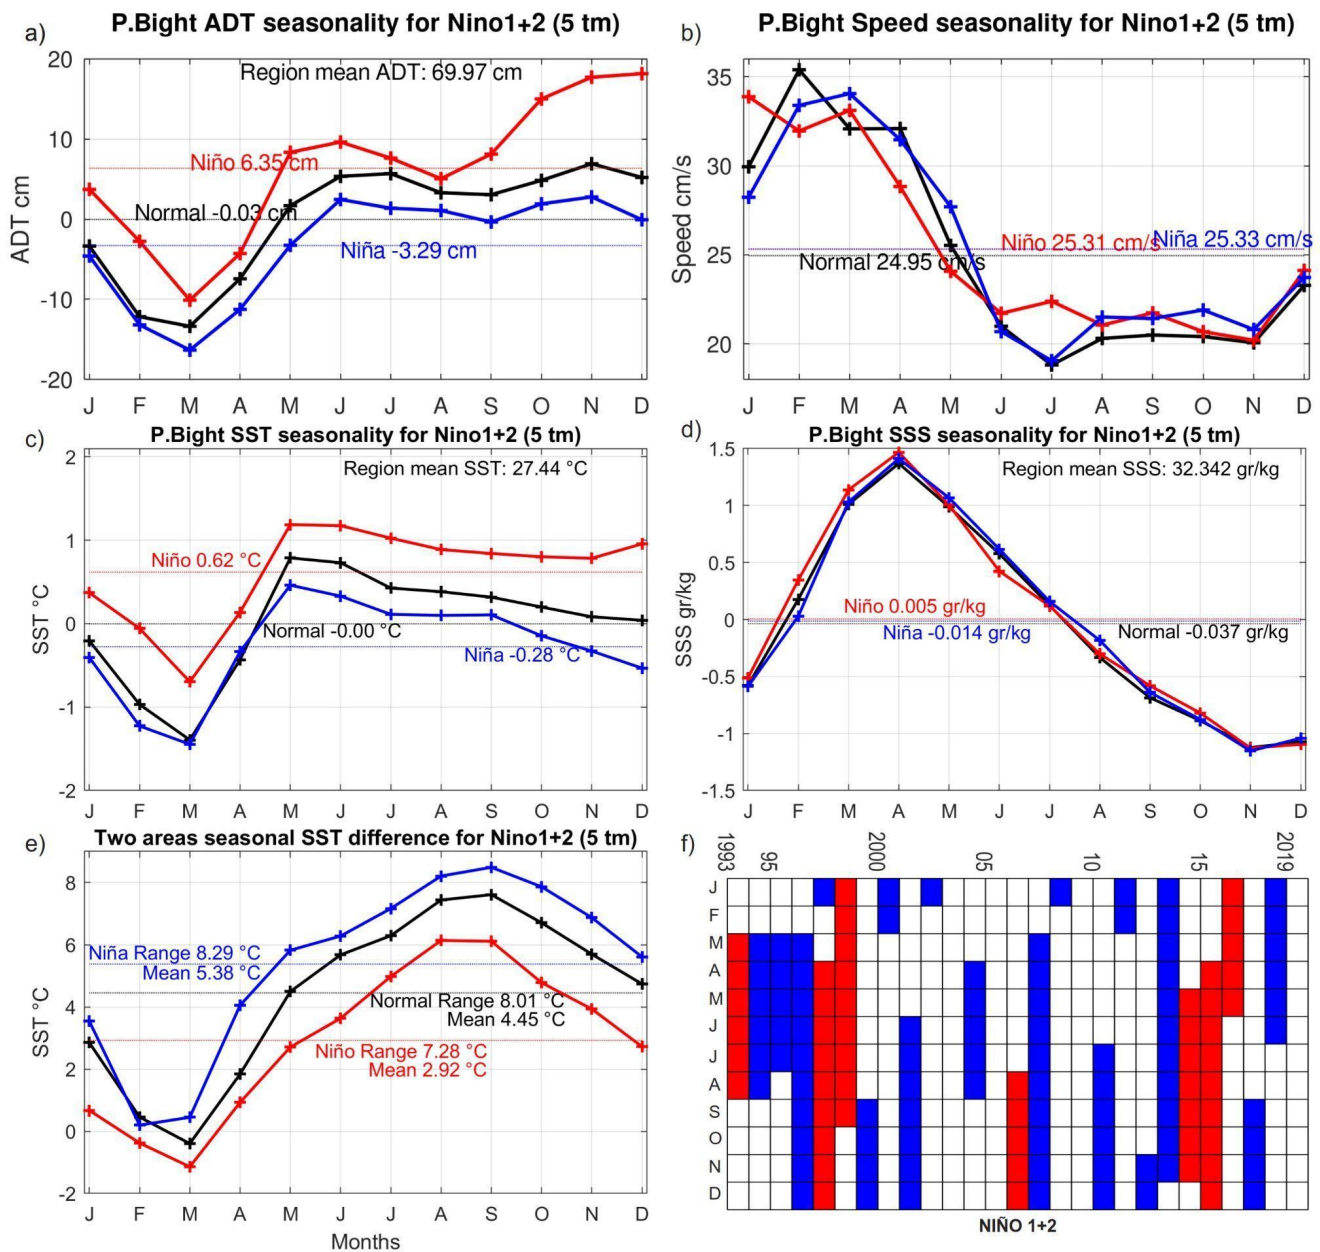 a)
P.Bight ADT seasonality for Nino1+2 (5 tm)
Region mean ADT: 69.97 cm
Niño 6.35 cm
Normal -0.03 cm
Niña -3.29 cm
ADT cm
20
10
0
-10
-20
J F M A M J J A S O N D
b)
P.Bight Speed seasonality for Nino1+2 (5 tm)
Niño 25.31 cm/s
Niña 25.33 cm/s
Normal 24.95 cm/s
Speed cm/s
35
30
25
20
J F M A M J J A S O N D
c)
P.Bight SST seasonality for Nino1+2 (5 tm)
Region mean SST: 27.44 °C
Niño 0.62 °C
Normal -0.00 °C
Niña -0.28 °C
SST °C
2
1
0
-1
-2
J F M A M J J A S O N D
d)
P.Bight SSS seasonality for Nino1+2 (5 tm)
Region mean SSS: 32.342 gr/kg
Niño 0.005 gr/kg
Niña -0.014 gr/kg
Normal -0.037 gr/kg
SSS gr/kg
1.5
1
0.5
0
-0.5
-1
-1.5
J F M A M J J A S O N D
e)
Two areas seasonal SST difference for Nino1+2 (5 tm)
Niña Range 8.29 °C
Mean 5.38 °C
Normal Range 8.01 °C
Mean 4.45 °C
Niño Range 7.28 °C
Mean 2.92 °C
SST °C
8
6
4
2
0
-2
J F M A M J J A S O N D
Months
f)
1993 95 2000 05 10 15 2019
J
F
M
A
M
J
J
A
S
O
N
D
NIÑO 1+2